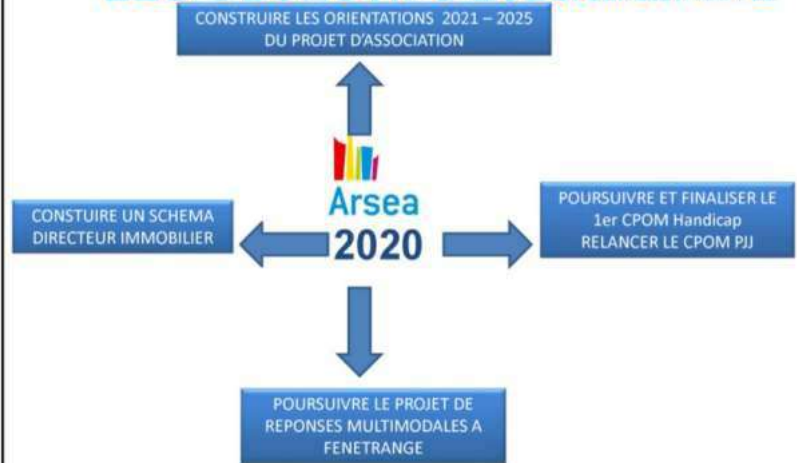 CONSTRUIRE LES ORIENTATIONS 2021 – 2025
DU PROJET D'ASSOCIATION
Arsea
2020
CONSTUIRE UN SCHEMA
DIRECTEUR IMMOBILIER
POURSUIVRE ET FINALISER LE
1er CPOM Handicap
RELANCER LE CPOM PJJ
POURSUIVRE LE PROJET DE
REPONSES MULTIMODALES A
FENETRANGE